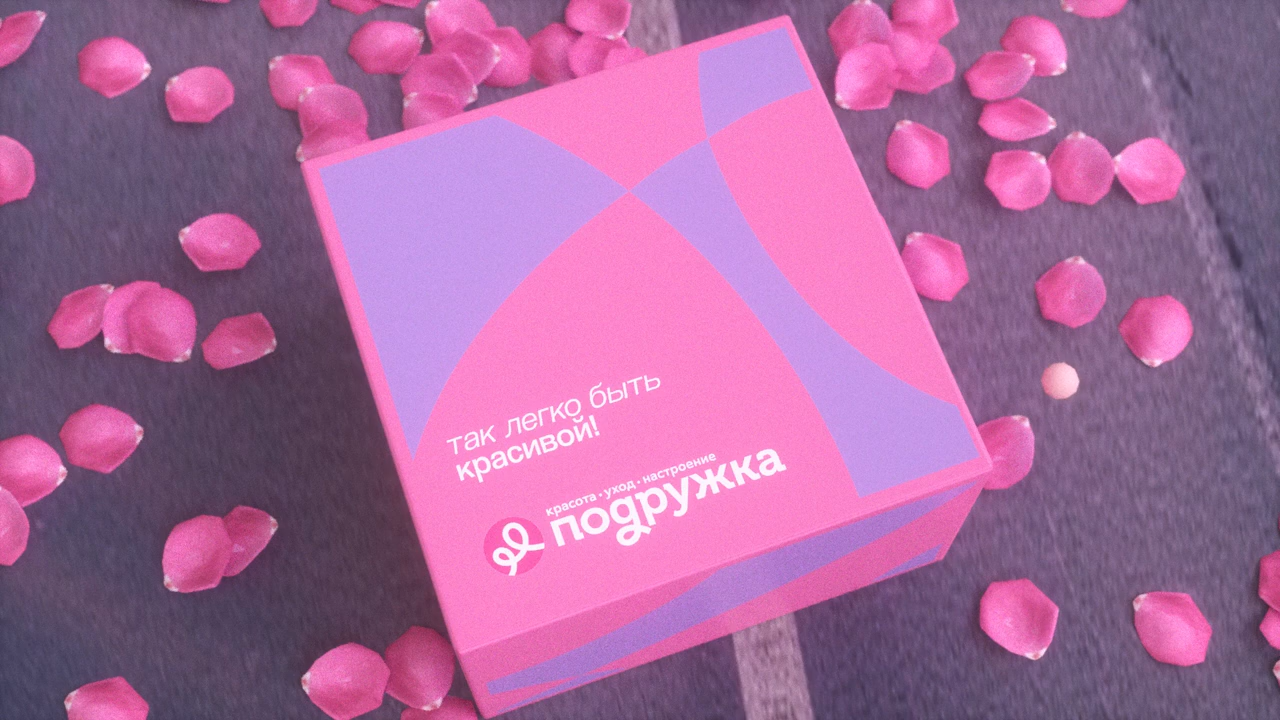 так легко быть
красивой!
красота • уход • настроение
подружка